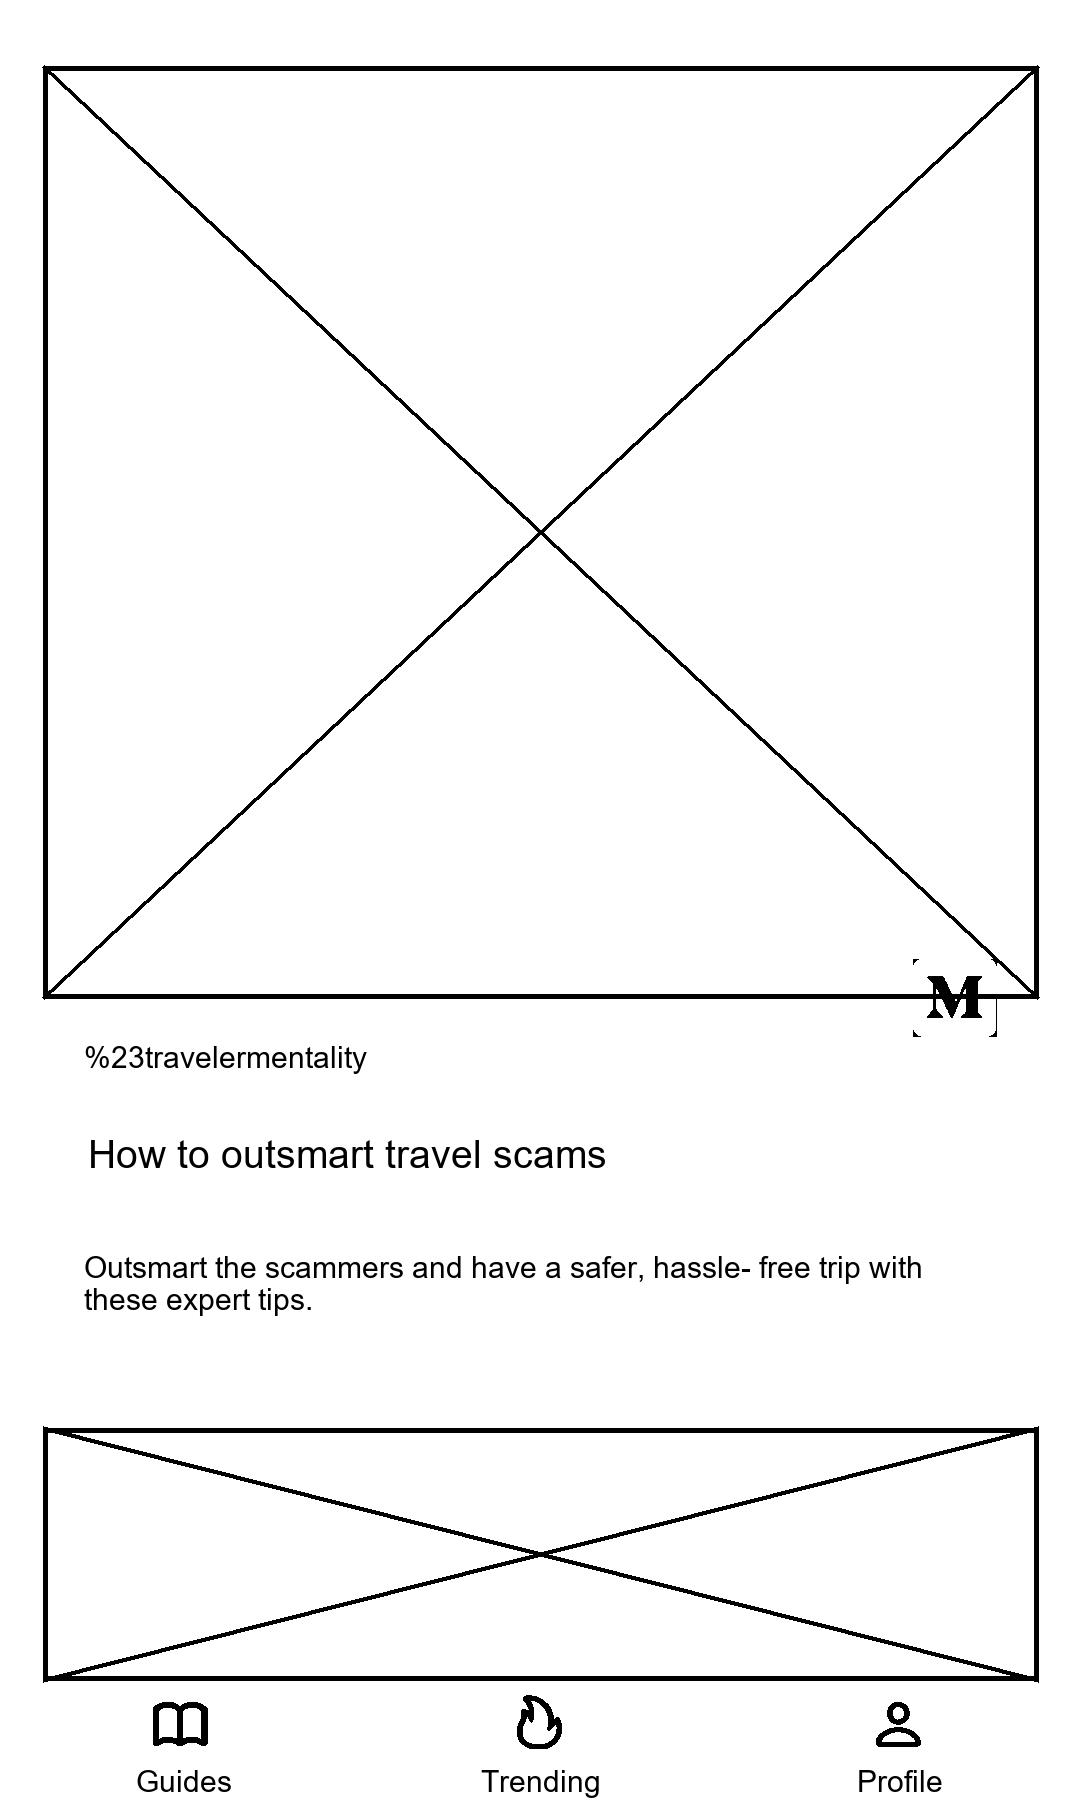 M
%23travelermentality
How to outsmart travel scams
Outsmart the scammers and have a safer, hassle- free trip with
these expert tips.
Guides
Trending
Profile